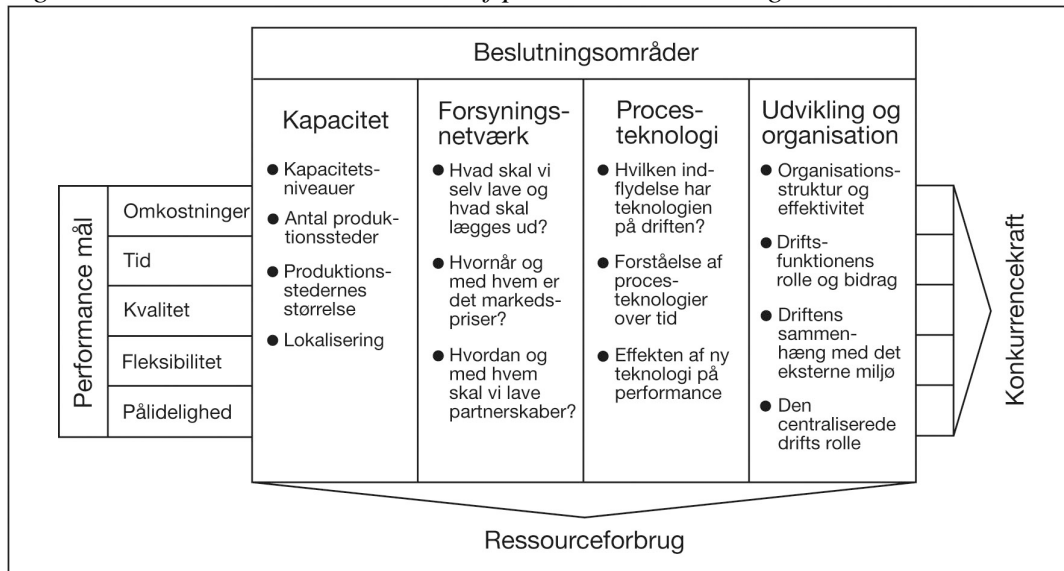 Beslutningsområder
Kapacitet
● Kapacitets-
niveauer
● Antal produk-
tionssteder
● Produktions-
stedernes
størrelse
● Lokalisering
Forsynings-
netværk
● Hvad skal vi
selv lave og
hvad skal
lægges ud?
● Hvornår og
med hvem er
det markeds-
priser?
● Hvordan og
med hvem
skal vi lave
partnerskaber?
Proces-
teknologi
● Hvilken ind-
flydelse har
teknologien
på driften?
● Forståelse af
proces-
teknologier
over tid
● Effekten af ny
teknologi på
performance
Udvikling og
organisation
● Organisations-
struktur og
effektivitet
● Drifts-
funktionens
rolle og bidrag
● Driftens
sammen-
hæng med det
eksterne miljø
● Den
centraliserede
drifts rolle
Performance mål
Omkostninger
Tid
Kvalitet
Fleksibilitet
Pålidelighed
Konkurrencekraft
Ressourceforbrug